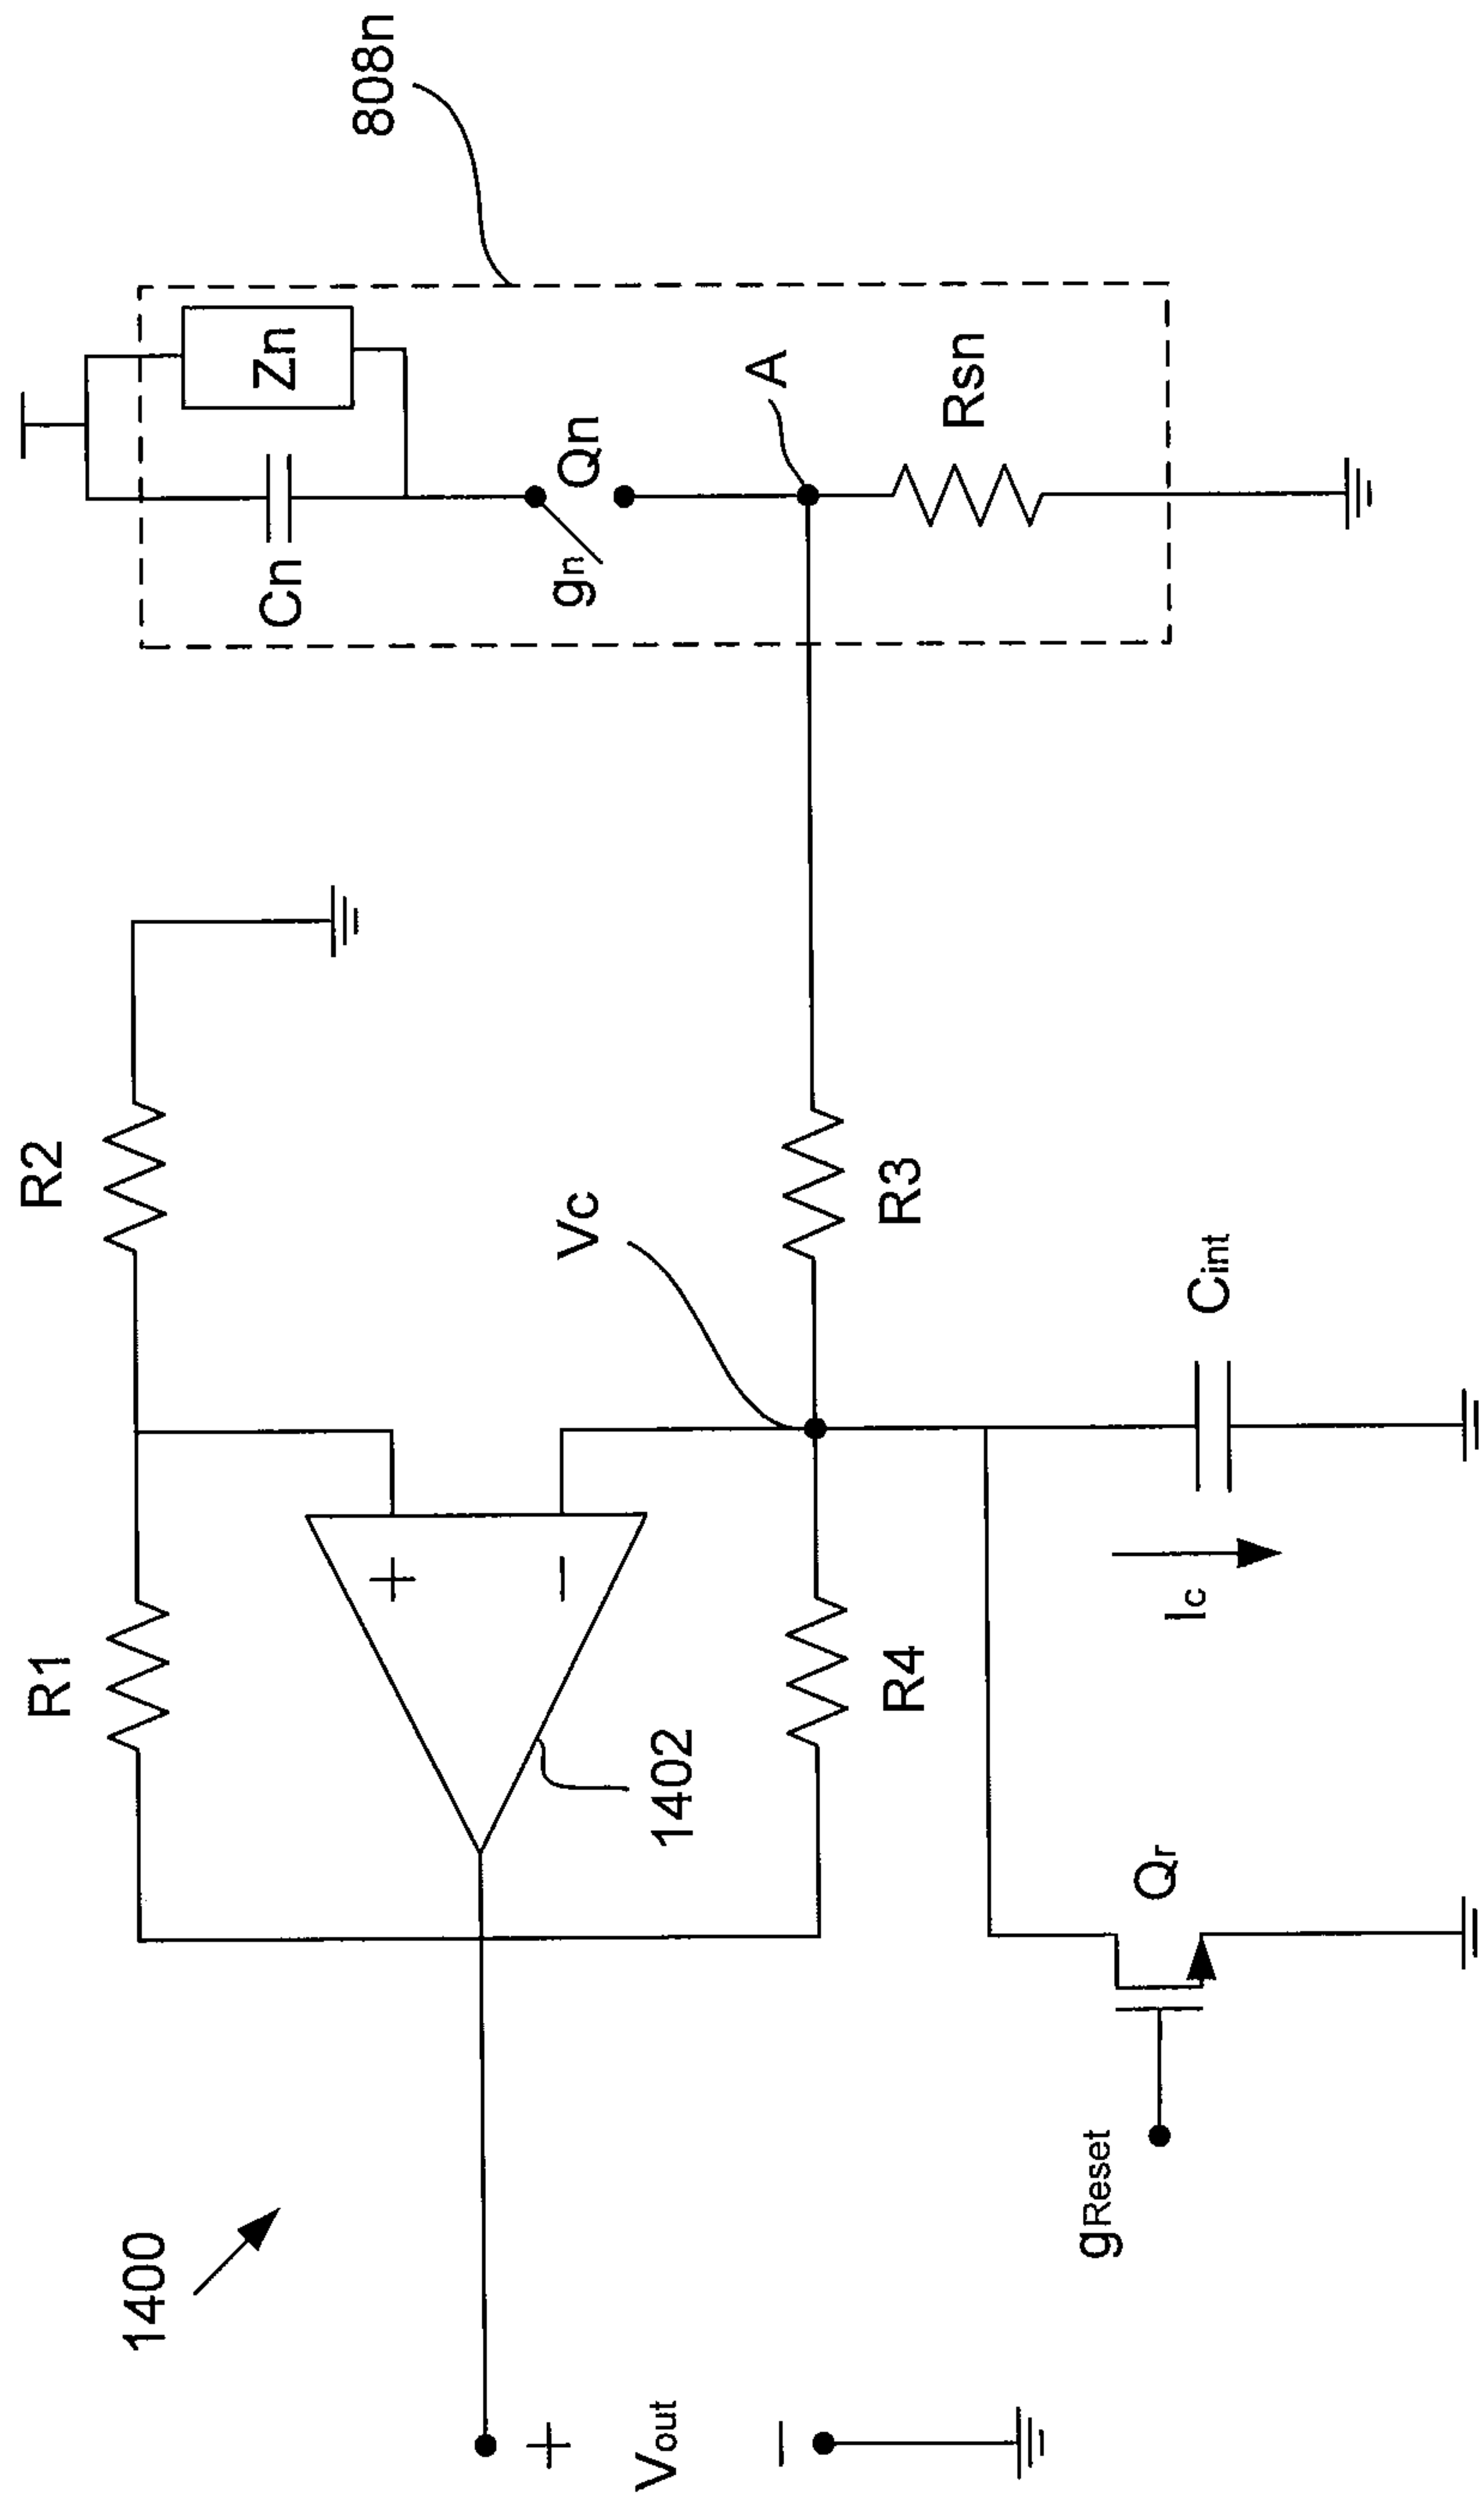 1400
R1
R2
808n
Cn
Zn
gn
Qn
+
−
1402
Vc
A
Vout
+
−
R4
R3
Rsn
gReset
Qr
Ic
Cint